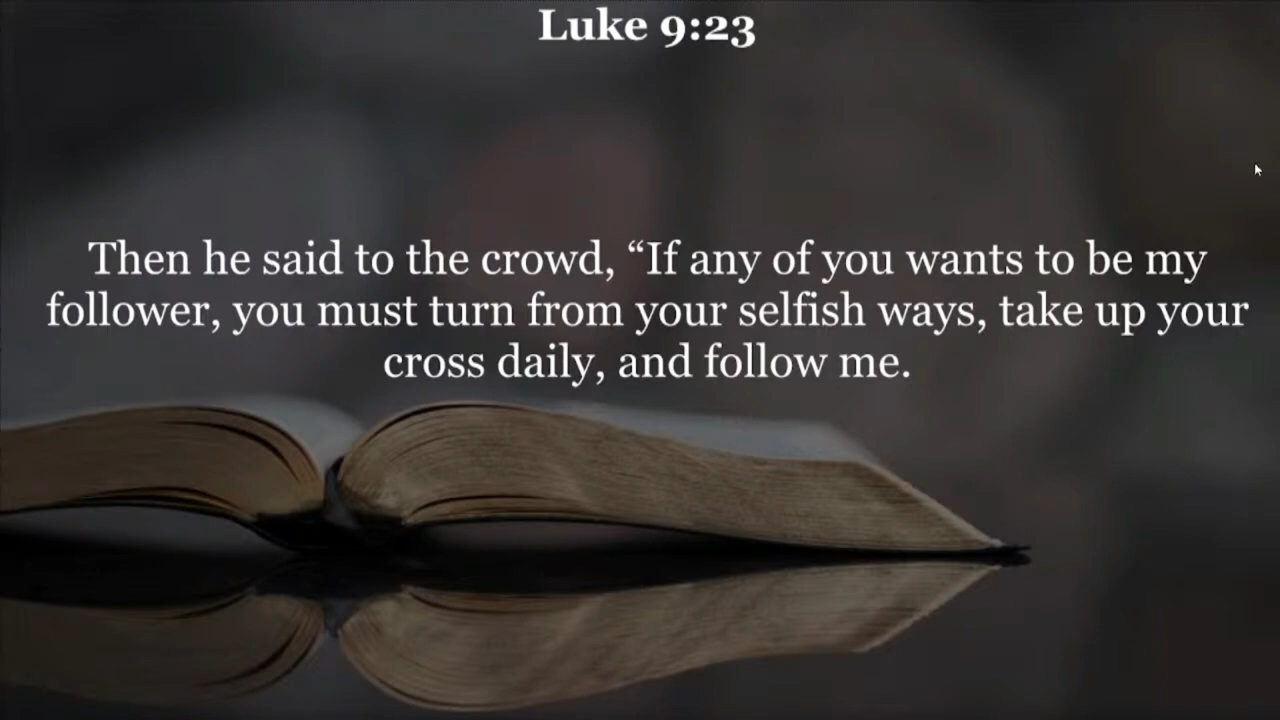 Luke 9:23
Then he said to the crowd, “If any of you wants to be my
follower, you must turn from your selfish ways, take up your
cross daily, and follow me.